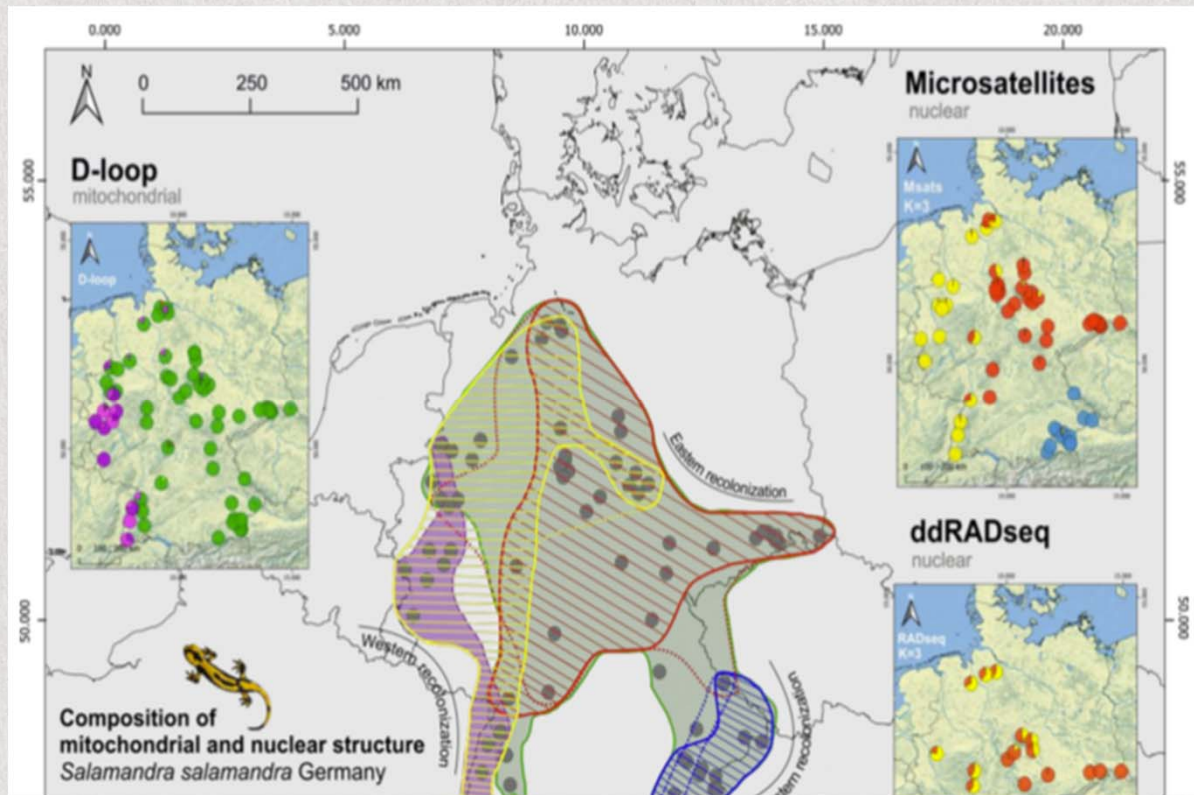 0.000 5.000 10.000 15.000 20.000
N
0 250 500 km
Microsatellites
nuclear
Msats
K=3
55.000
55.000
D-loop
mitochondrial
D-loop
Eastern recolonization
ddRADseq
nuclear
RADseq
K=3
50.000
50.000
Western recolonization
recolonization
Composition of
mitochondrial and nuclear structure
Salamandra salamandra Germany